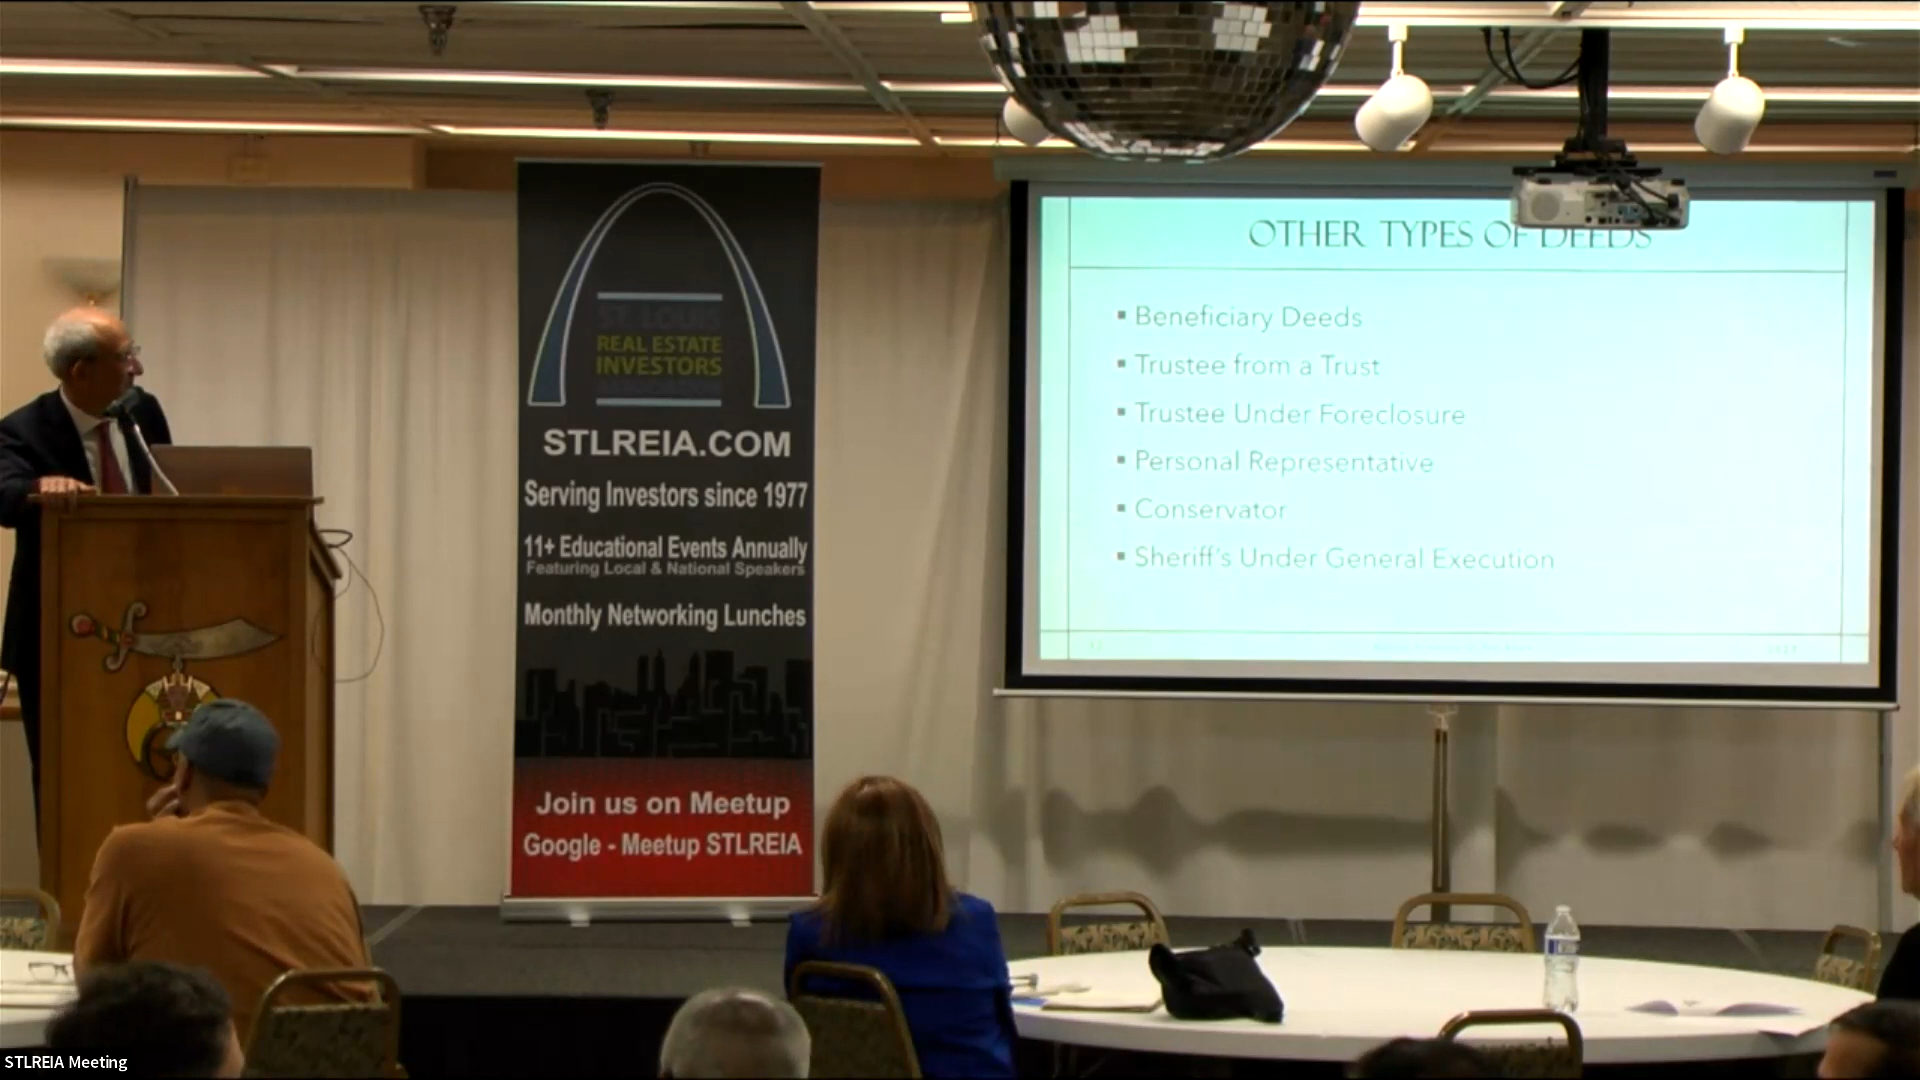 ST. LOUIS
REAL ESTATE
INVESTORS
STLREIA.COM
Serving Investors since 1977
11+ Educational Events Annually
Featuring Local & National Speakers
Monthly Networking Lunches
Join us on Meetup
Google - Meetup STLREIA
OTHER TYPES OF DEEDS
▪ Beneficiary Deeds
▪ Trustee from a Trust
▪ Trustee Under Foreclosure
▪ Personal Representative
▪ Conservator
▪ Sheriff's Under General Execution
STLREIA Meeting